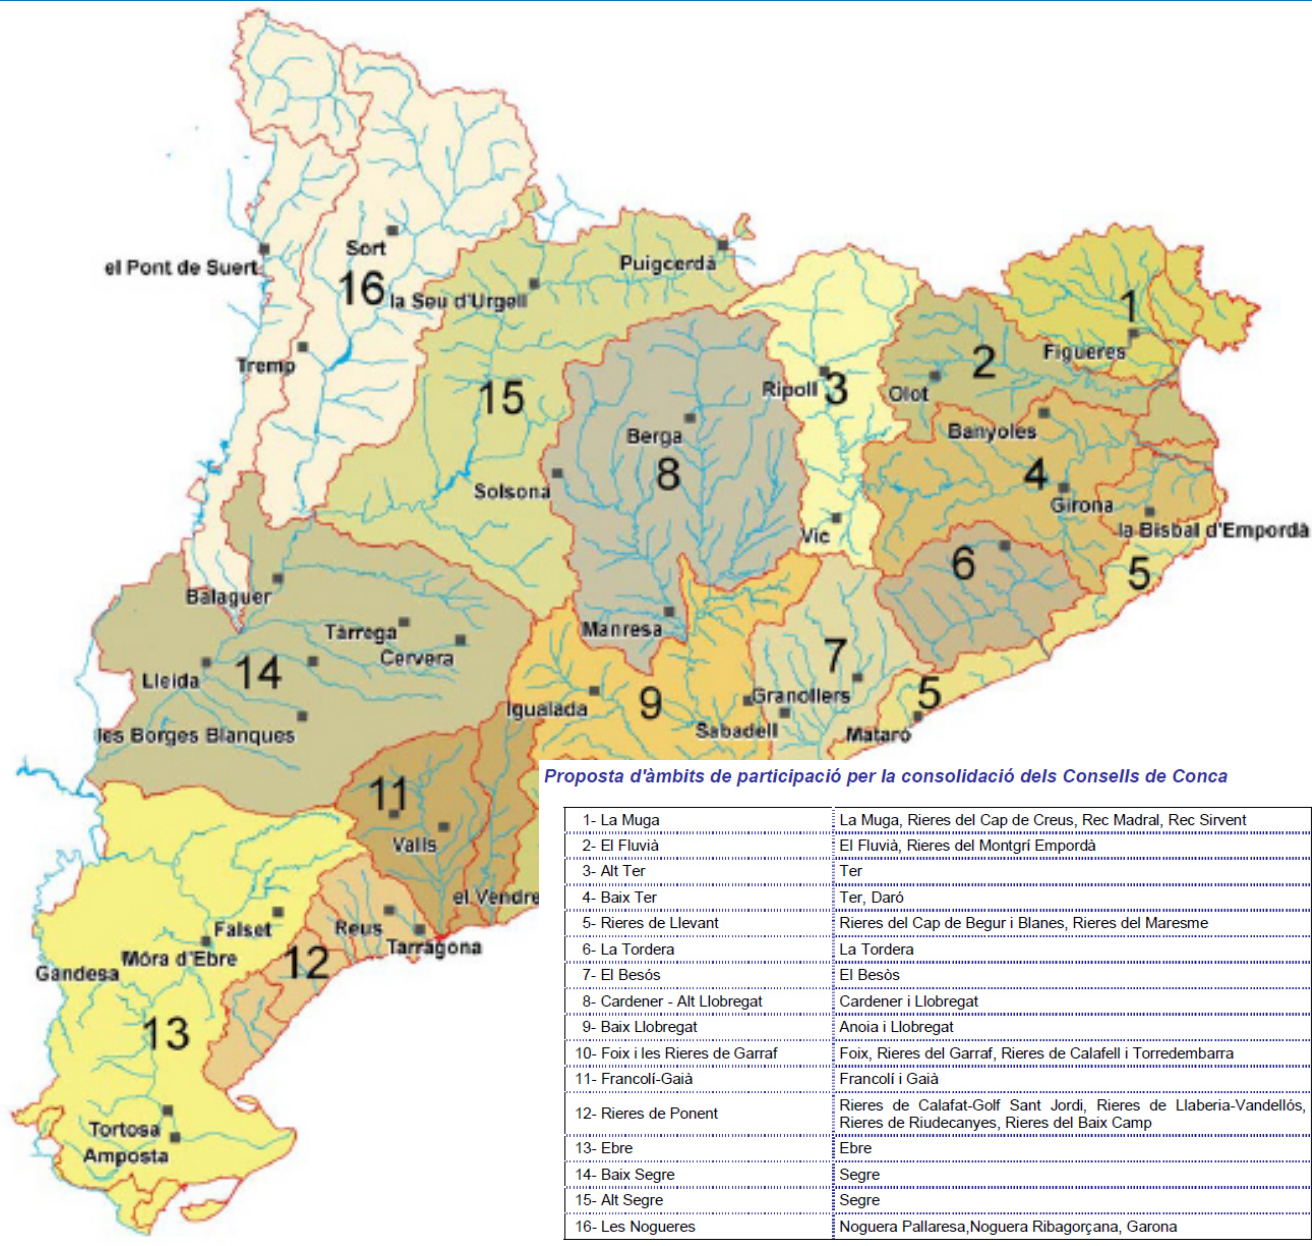 Sort
el Pont de Suert
16
la Seu d'Urgell
Puigcerdà
1
Figueres
Tremp
2
Ripoll
3
Olot
15
Banyoles
Berga
8
4
Solsona
Girona
la Bisbal d'Empordà
Vic
6
5
Balaguer
Manresa
Tàrrega
Cervera
7
Lleida
14
Igualada
9
Granollers
5
les Borges Blanques
Sabadell
Mataró
11
Valls
el Vendre
Falset
Reus
Tarragona
Móra d'Ebre
12
Gandesa
13
Tortosa
Amposta
Proposta d'àmbits de participació per la consolidació dels Consells de Conca
1- La Muga La Muga, Rieres del Cap de Creus, Rec Madral, Rec Sirvent
2- El Fluvià El Fluvià, Rieres del Montgrí Empordà
3- Alt Ter Ter
4- Baix Ter Ter, Daró
5- Rieres de Llevant Rieres del Cap de Begur i Blanes, Rieres del Maresme
6- La Tordera La Tordera
7- El Besós El Besòs
8- Cardener - Alt Llobregat Cardener i Llobregat
9- Baix Llobregat Anoia i Llobregat
10- Foix i les Rieres de Garraf Foix, Rieres del Garraf, Rieres de Calafell i Torredembarra
11- Francolí-Gaià Francolí i Gaià
12- Rieres de Ponent Rieres de Calafat-Golf Sant Jordi, Rieres de Llaberia-Vandellós,
Rieres de Riudecanyes, Rieres del Baix Camp
13- Ebre Ebre
14- Baix Segre Segre
15- Alt Segre Segre
16- Les Nogueres Noguera Pallaresa,Noguera Ribagorçana, Garona